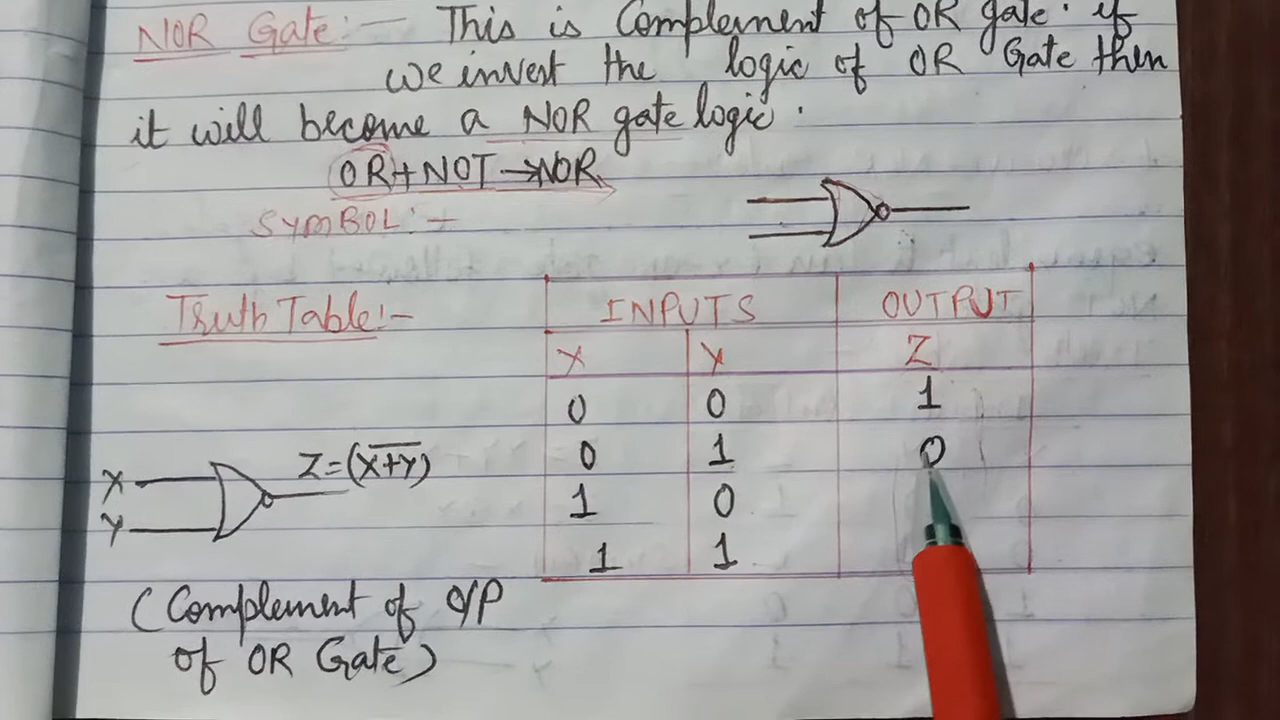 NOR Gate:- This is Complement of OR gate. if
we invert the logic of OR Gate then
it will become a NOR gate logic.
OR+NOT→NOR
SYMBOL:-
Truth Table:-
INPUTS OUTPUT
X Y Z
0 0 1
0 1 0
1 0
1 1
X
Y
Z=(X̅+̅Y̅)
(Complement of O/P
of OR Gate)